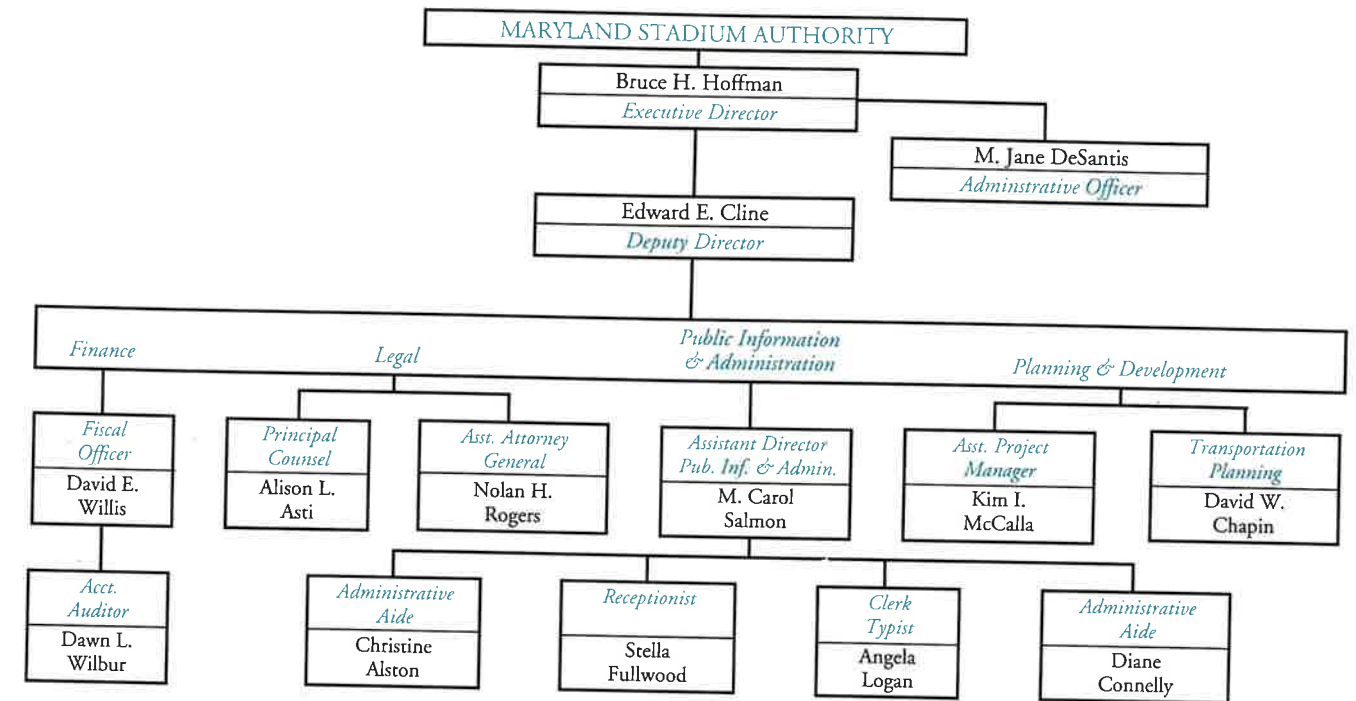 MARYLAND STADIUM AUTHORITY
Bruce H. Hoffman
Executive Director
M. Jane DeSantis
Adminstrative Officer
Edward E. Cline
Deputy Director
Finance
Legal
Public Information
& Administration
Planning & Development
Fiscal
Officer
David E.
Willis
Principal
Counsel
Alison L.
Asti
Asst. Attorney
General
Nolan H.
Rogers
Assistant Director
Pub. Inf. & Admin.
M. Carol
Salmon
Asst. Project
Manager
Kim I.
McCalla
Transportation
Planning
David W.
Chapin
Acct.
Auditor
Dawn L.
Wilbur
Administrative
Aide
Christine
Alston
Receptionist
Stella
Fullwood
Clerk
Typist
Angela
Logan
Administrative
Aide
Diane
Connelly